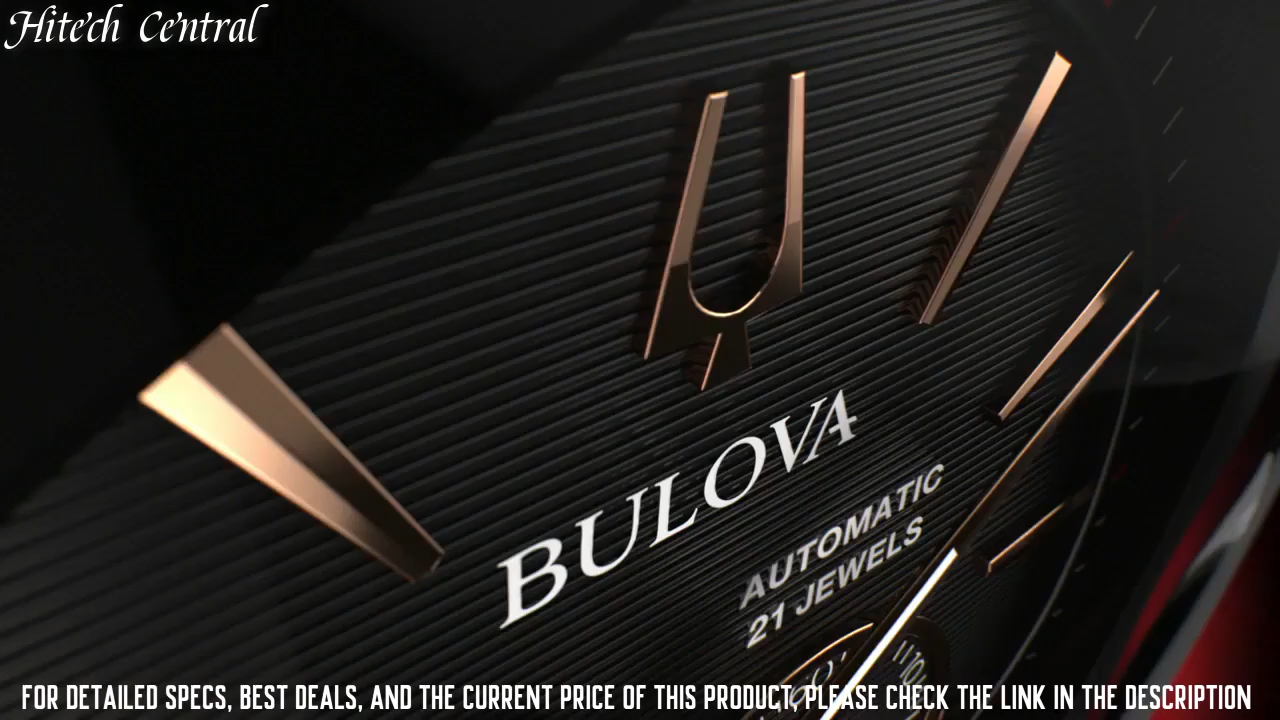 Hitech Central
BULOVA
AUTOMATIC
21 JEWELS
FOR DETAILED SPECS, BEST DEALS, AND THE CURRENT PRICE OF THIS PRODUCT, PLEASE CHECK THE LINK IN THE DESCRIPTION